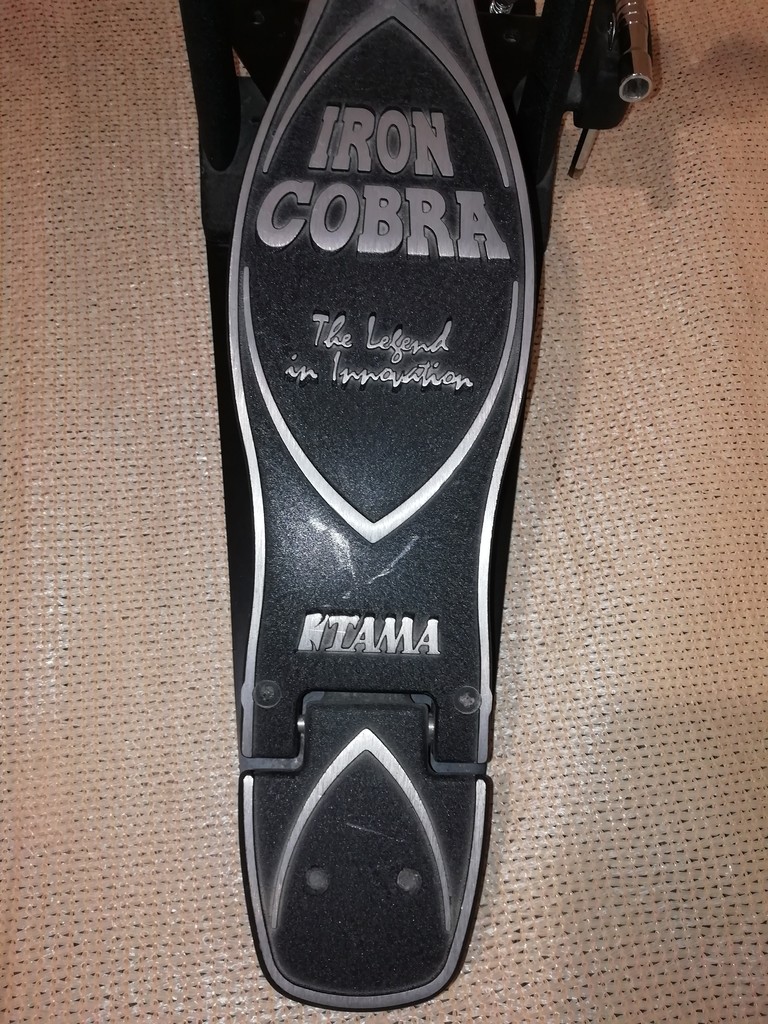 IRON
COBRA
The Legend
in Innovation
TAMA